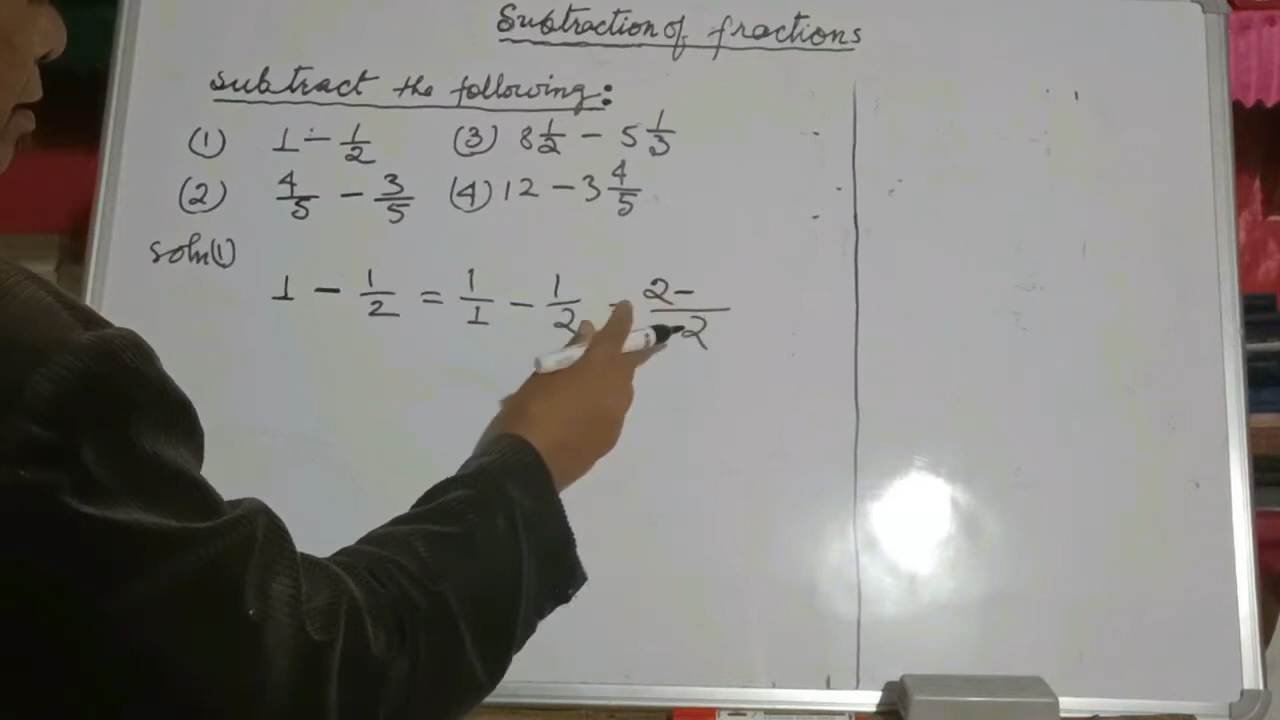 Subtraction of fractions
subtract the following:
(1) 1 - 1/2 (3) 8 1/2 - 5 1/3
(2) 4/5 - 3/5 (4) 12 - 3 4/5
soln(1)
1 - 1/2 = 1/1 - 1/2 = 2-/2